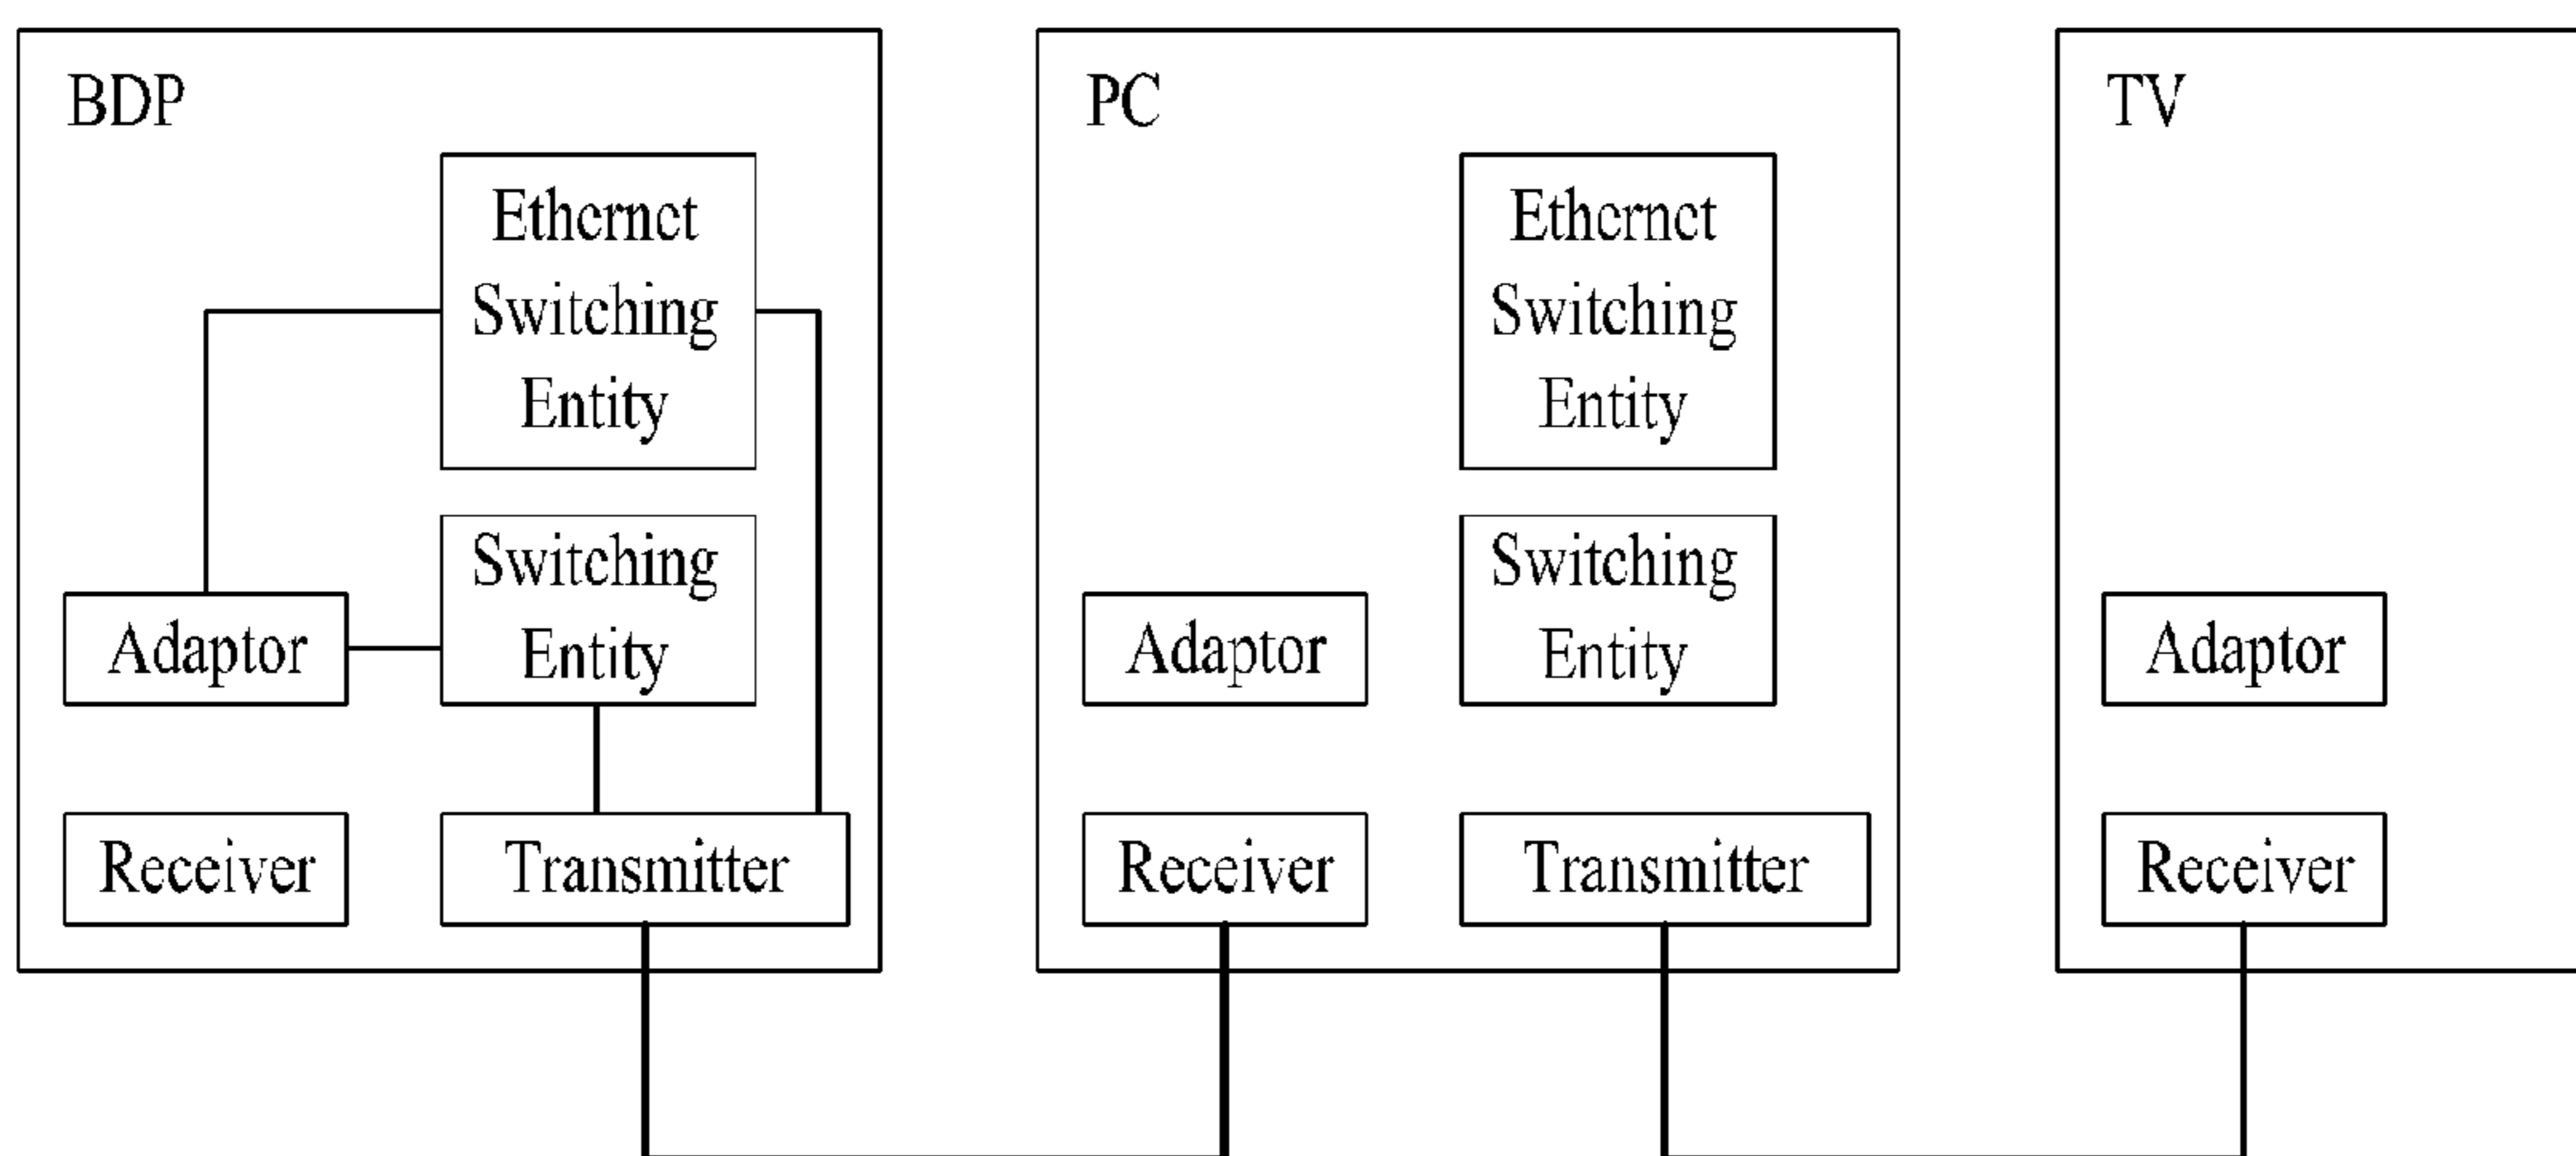 BDP
Ethernet
Switching
Entity
Switching
Entity
Adaptor
Receiver
Transmitter
PC
Ethernet
Switching
Entity
Switching
Entity
Adaptor
Receiver
Transmitter
TV
Adaptor
Receiver